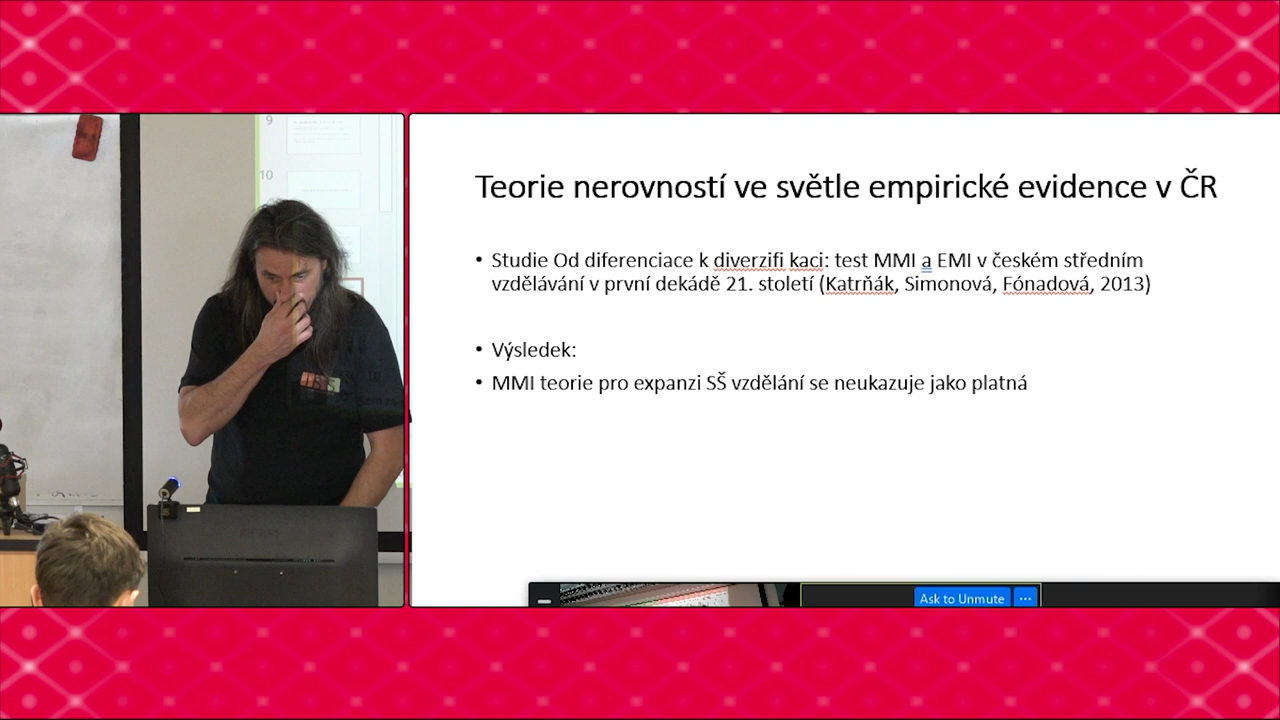 9
10
Teorie nerovností ve světle empirické evidence v ČR
• Studie Od diferenciace k diverzifi kaci: test MMI a EMI v českém středním
vzdělávání v první dekádě 21. století (Katrňák, Simonová, Fónadová, 2013)
• Výsledek:
• MMI teorie pro expanzi SŠ vzdělání se neukazuje jako platná
Ask to Unmute